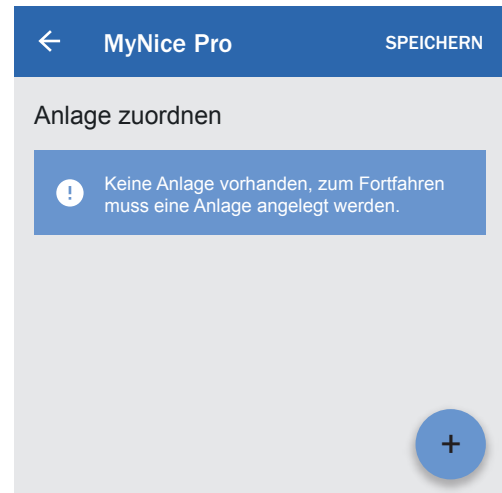 MyNice Pro SPEICHERN
Anlage zuordnen
Keine Anlage vorhanden, zum Fortfahren
muss eine Anlage angelegt werden.